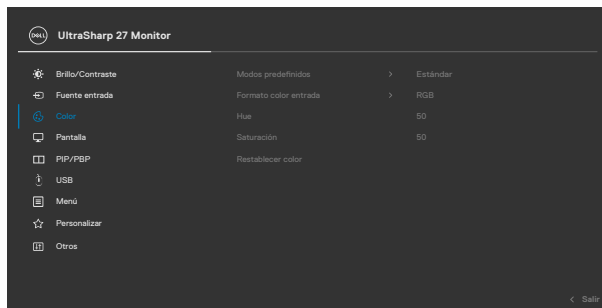 DELL UltraSharp 27 Monitor
Brillo/Contraste Modos predefinidos > Estándar
Fuente entrada Formato color entrada > RGB
Color Hue 50
Pantalla Saturación 50
PIP/PBP Restablecer color
USB
Menú
Personalizar
Otros
< Salir